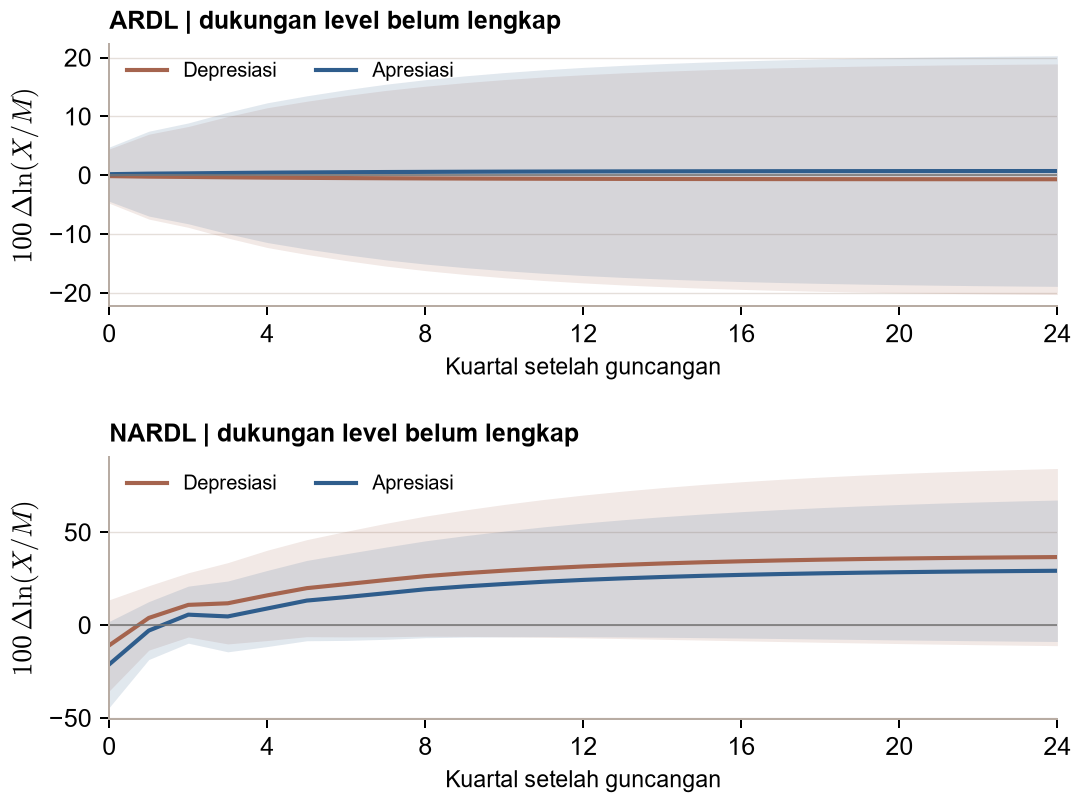 ARDL | dukungan level belum lengkap
Depresiasi
Apresiasi
100 Δln(X/M)
20
10
0
−10
−20
0 4 8 12 16 20 24
Kuartal setelah guncangan
NARDL | dukungan level belum lengkap
Depresiasi
Apresiasi
100 Δln(X/M)
50
0
−50
0 4 8 12 16 20 24
Kuartal setelah guncangan